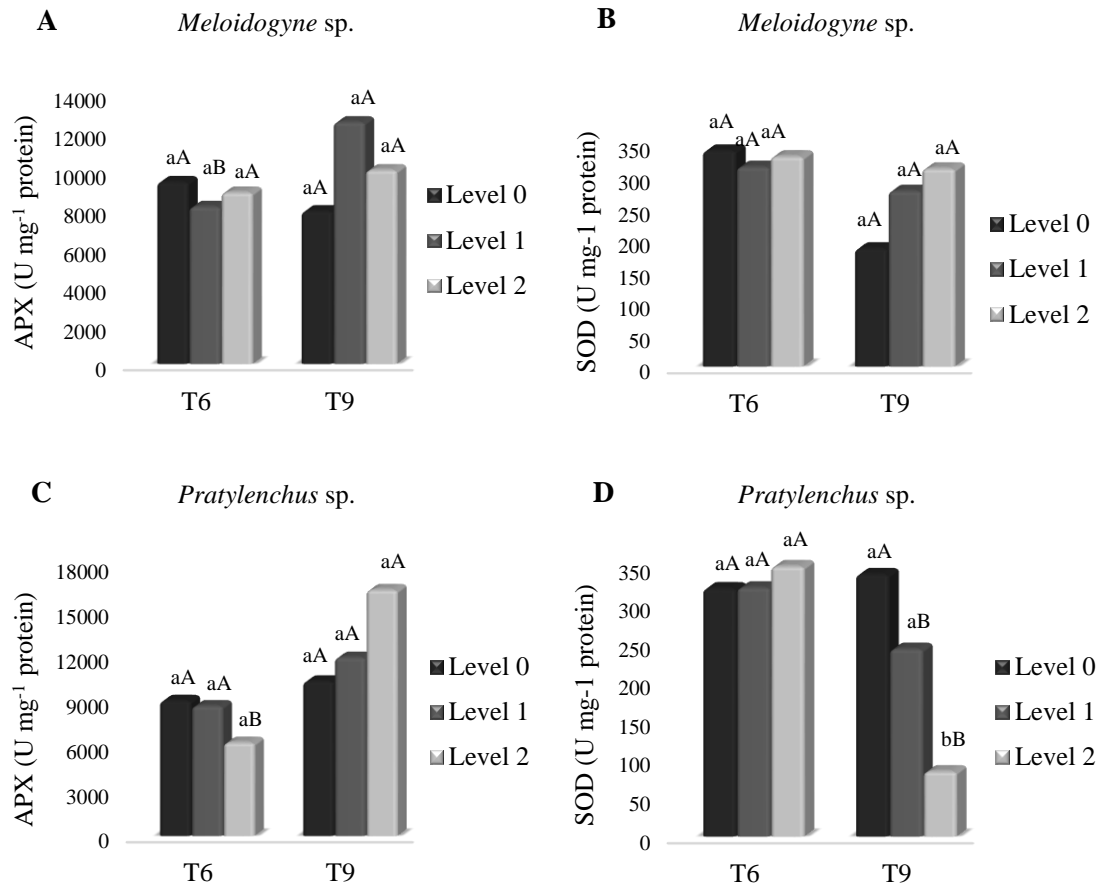 A
Meloidogyne sp.
APX (U mg-1 protein)
14000
12000
10000
8000
6000
4000
2000
0
aA
aB
aA
aA
aA
aA
T6
T9
Level 0
Level 1
Level 2
B
Meloidogyne sp.
SOD (U mg-1 protein)
350
300
250
200
150
100
50
0
aA
aA
aA
aA
aA
aA
T6
T9
Level 0
Level 1
Level 2
C
Pratylenchus sp.
APX (U mg-1 protein)
18000
15000
12000
9000
6000
3000
0
aA
aA
aB
aA
aA
aA
T6
T9
Level 0
Level 1
Level 2
D
Pratylenchus sp.
SOD (U mg-1 protein)
350
300
250
200
150
100
50
0
aA
aA
aA
aA
aB
bB
T6
T9
Level 0
Level 1
Level 2